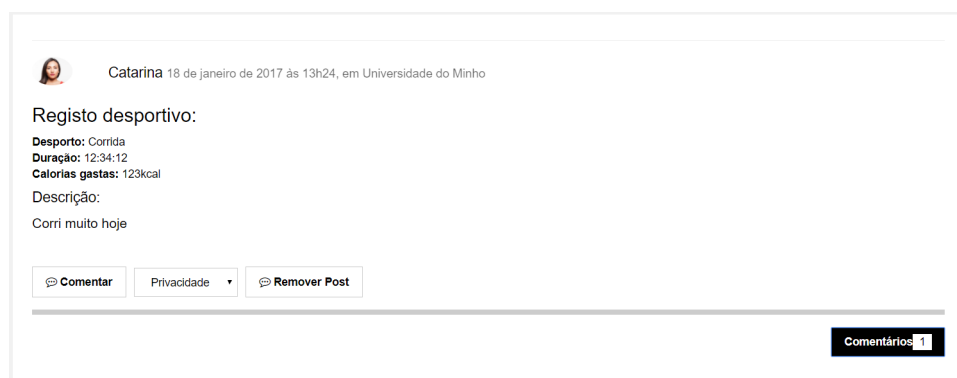 Catarina 18 de janeiro de 2017 às 13h24, em Universidade do Minho
Registo desportivo:
Desporto: Corrida
Duração: 12:34:12
Calorias gastas: 123kcal
Descrição:
Corri muito hoje
Comentar Privacidade Remover Post
Comentários 1